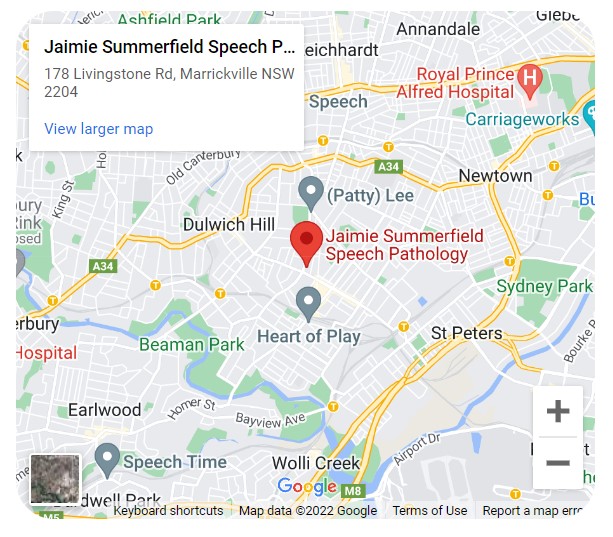 Ashfield Park
Glebe
Annandale
Jaimie Summerfield Speech P...
178 Livingstone Rd, Marrickville NSW
2204
View larger map
eichhardt
Royal Prince
Alfred Hospital
H
Speech
Carriageworks
Old Canterbury
A34
Newtown
King St
(Patty) Lee
Dulwich Hill
Jaimie Summerfield
Speech Pathology
A34
Sydney Park
Heart of Play
St Peters
erbury
Hospital
Beaman Park
Bourke R
Earlwood
Homer St
Bayview Ave
Airport Dr
Speech Time
Wolli Creek
Google
M8
ardwell Park
M5
Keyboard shortcuts
Map data ©2022 Google
Terms of Use
Report a map erro